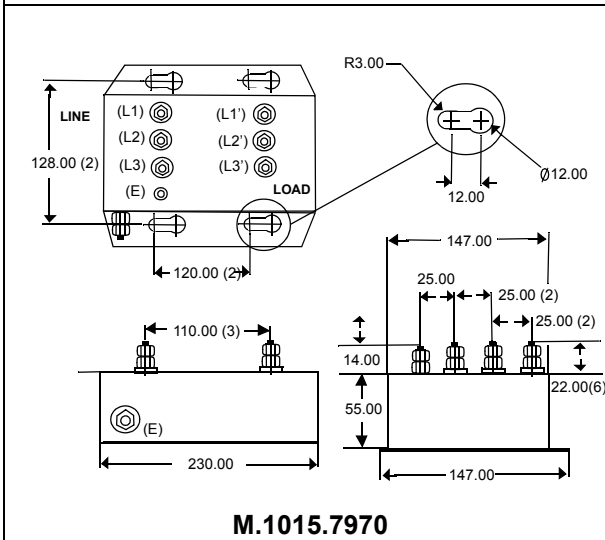 R3.00
LINE
(L1)
(L1')
(L2)
(L2')
128.00 (2)
(L3)
(L3')
Ø12.00
(E)
LOAD
12.00
120.00 (2)
147.00
25.00
25.00 (2)
110.00 (3)
25.00 (2)
14.00
22.00(6)
55.00
(E)
230.00
147.00
M.1015.7970